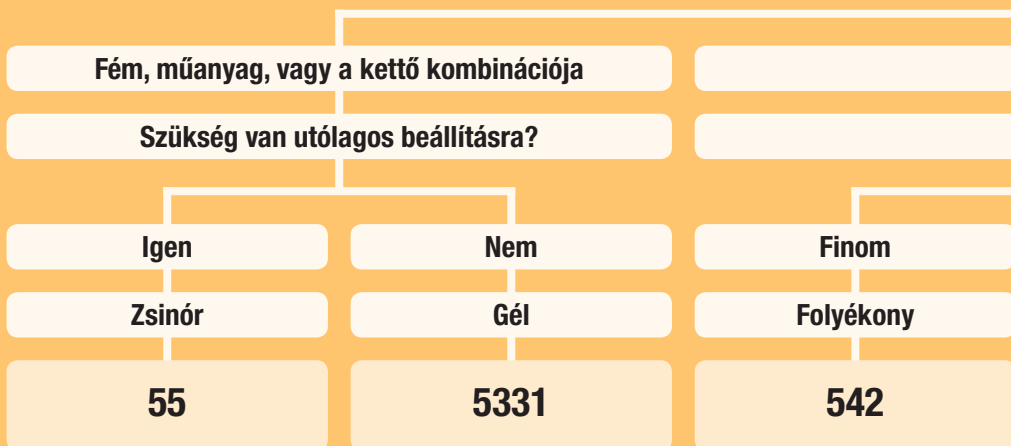 Fém, műanyag, vagy a kettő kombinációja
Szükség van utólagos beállításra?
Igen
Nem
Finom
Zsinór
Gél
Folyékony
55
5331
542